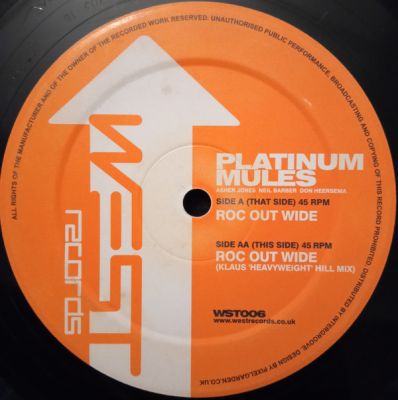 ALL RIGHTS OF THE MANUFACTURER AND OF THE OWNER OF THE RECORDED WORK RESERVED. UNAUTHORISED PUBLIC PERFORMANCE, BROADCASTING AND COPYING OF THIS RECORD PROHIBITED. DISTRIBUTED BY INTERGROOVE. DESIGN BY PIXELGARDEN.CO.UK
WEST
records
PLATINUM
MULES
ASHER JONES NEIL BARBER DON HEERSEMA
SIDE A (THAT SIDE) 45 RPM
ROC OUT WIDE
SIDE AA (THIS SIDE) 45 RPM
ROC OUT WIDE
(KLAUS 'HEAVYWEIGHT' HILL MIX)
WST006
www.westrecords.co.uk